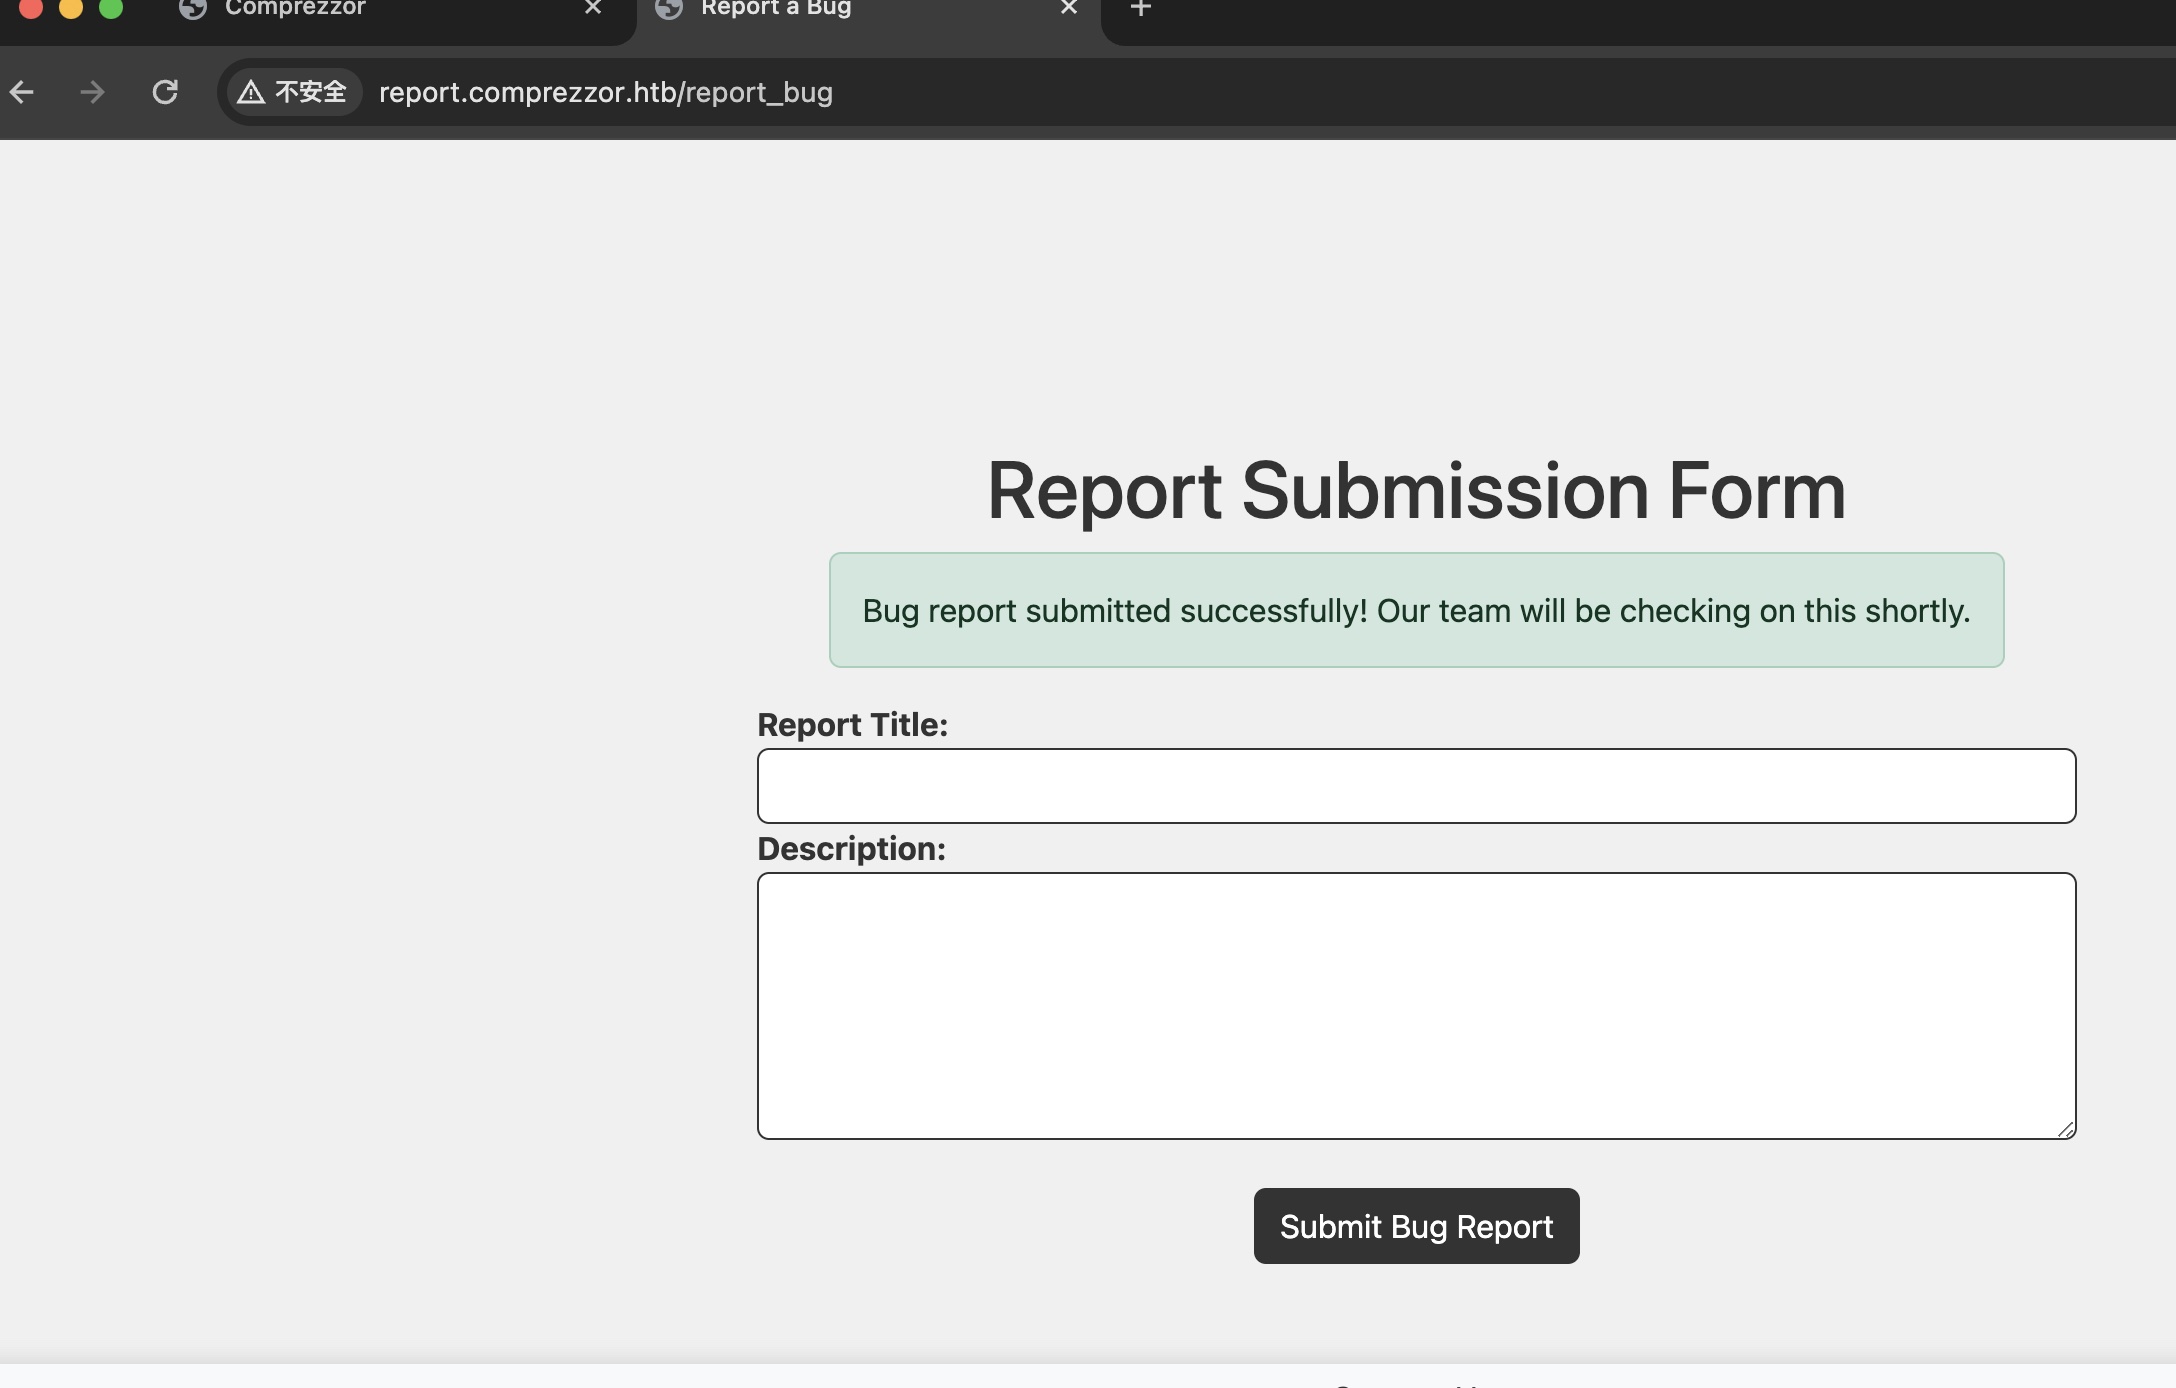 Comprezzor
Report a Bug
不安全 report.comprezzor.htb/report_bug
Report Submission Form
Bug report submitted successfully! Our team will be checking on this shortly.
Report Title:
Description:
Submit Bug Report